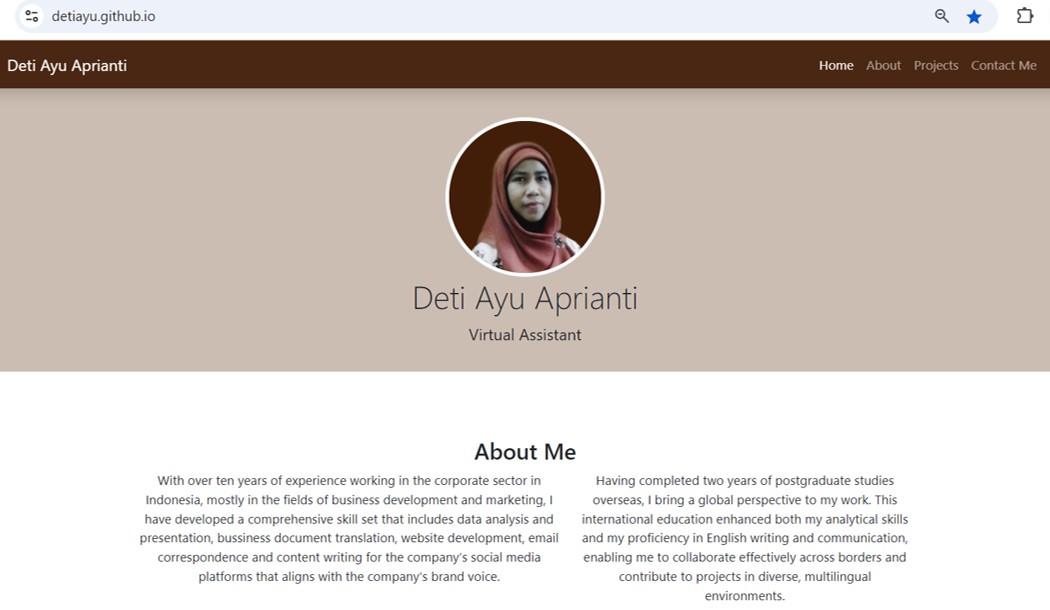 detiayu.github.io
Deti Ayu Aprianti
Home About Projects Contact Me
Deti Ayu Aprianti
Virtual Assistant
About Me
With over ten years of experience working in the corporate sector in
Indonesia, mostly in the fields of business development and marketing, I
have developed a comprehensive skill set that includes data analysis and
presentation, bussiness document translation, website development, email
correspondence and content writing for the company's social media
platforms that aligns with the company's brand voice.
Having completed two years of postgraduate studies
overseas, I bring a global perspective to my work. This
international education enhanced both my analytical skills
and my proficiency in English writing and communication,
enabling me to collaborate effectively across borders and
contribute to projects in diverse, multilingual
environments.